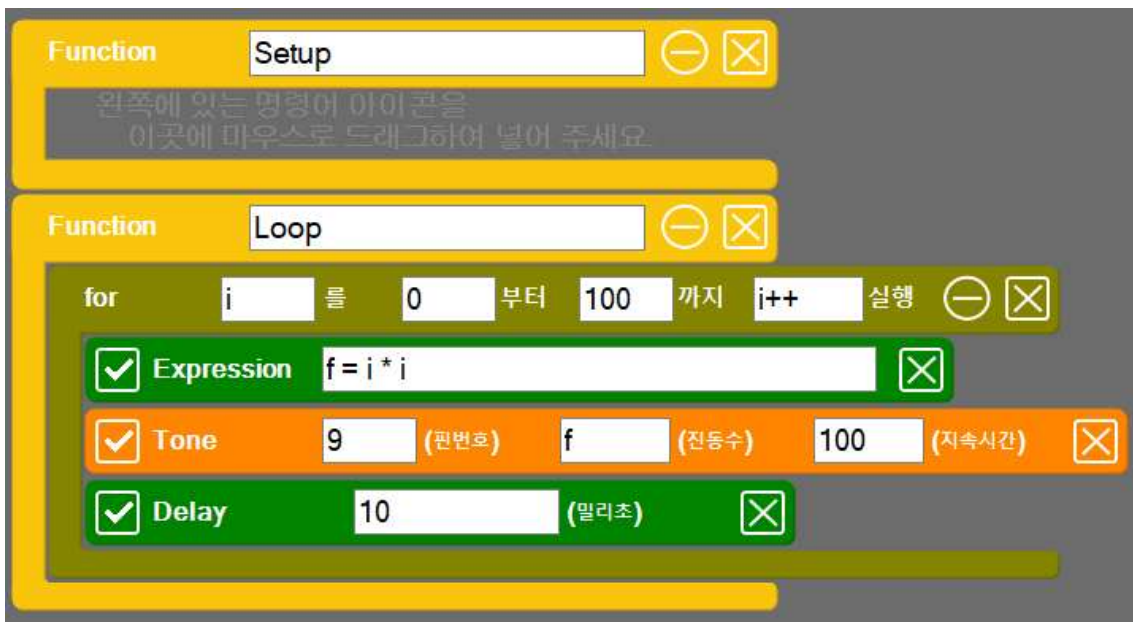 Function Setup
왼쪽에 있는 명령어 아이콘을
이곳에 마우스로 드래그하여 넣어 주세요
Function Loop
for i 를 0 부터 100 까지 i++ 실행
Expression f = i * i
Tone 9 (핀번호) f (진동수) 100 (지속시간)
Delay 10 (밀리초)